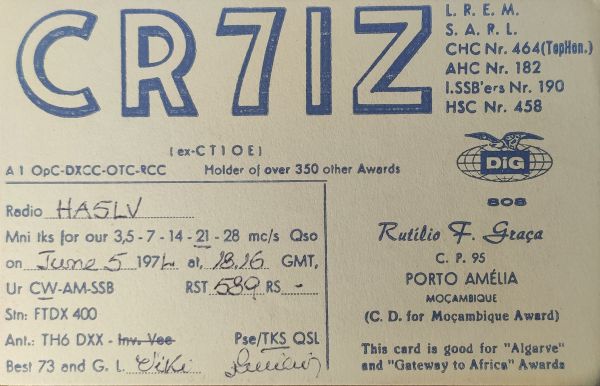 CR7IZ
L. R. E. M.
S. A. R. L.
CHC Nr. 464(TopHon.)
AHC Nr. 182
I.SSB'ers Nr. 190
HSC Nr. 458
(ex-CT1OE)
A 1 OpC-DXCC-OTC-RCC Holder of over 350 other Awards
DiG
808
Radio HA5LV
Mni tks for our 3,5 - 7 - 14 - 21 - 28 mc/s Qso
on June 5 1974 at, 18.16 GMT,
Ur CW-AM-SSB RST 589 RS -
Stn: FTDX 400
Ant.: TH6 DXX - Inv. Vee Pse/TKS QSL
Best 73 and G. L. Viki
Rutílio F. Graça
C. P. 95
PORTO AMÉLIA
MOÇAMBIQUE
(C. D. for Moçambique Award)
This card is good for "Algarve"
and "Gateway to Africa" Awards